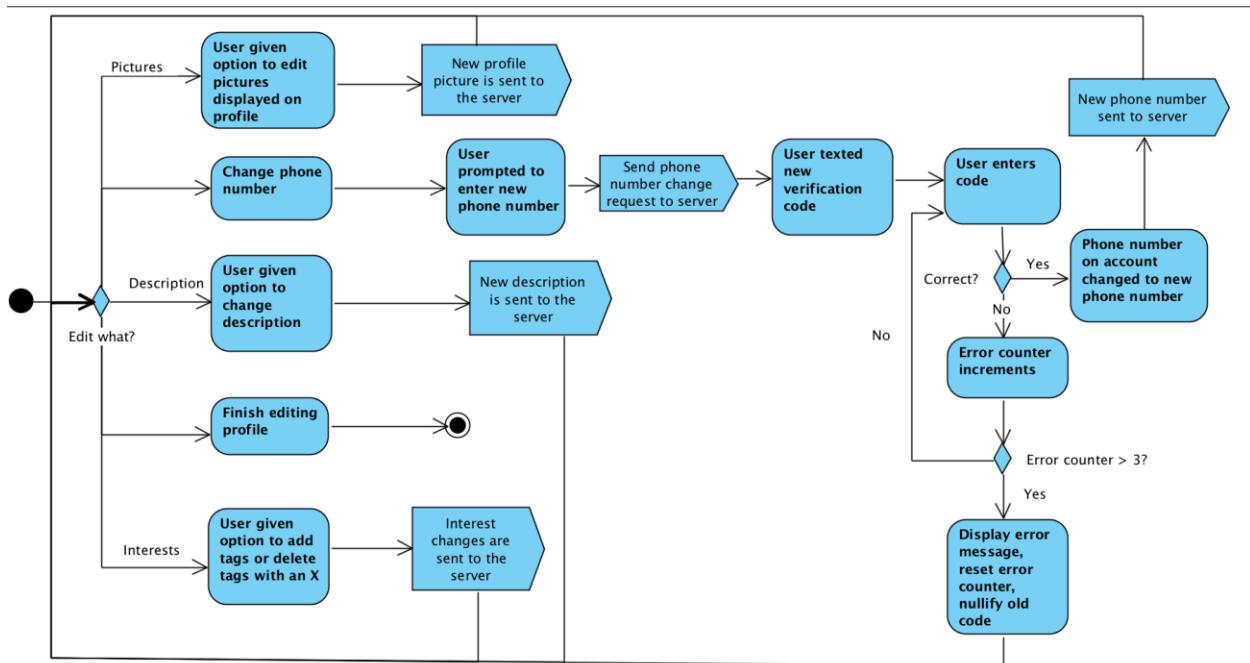 Pictures
User given
option to edit
pictures
displayed on
profile
New profile
picture is sent to
the server
New phone number
sent to server
Change phone
number
User
prompted to
enter new
phone number
Send phone
number change
request to server
User texted
new
verification
code
User enters
code
Description
User given
option to
change
description
New description
is sent to the
server
Correct?
Yes
Phone number
on account
changed to new
phone number
No
Edit what?
No
Error counter
increments
Finish editing
profile
Error counter > 3?
Yes
Interests
User given
option to add
tags or delete
tags with an X
Interest
changes are
sent to the
server
Display error
message,
reset error
counter,
nullify old
code